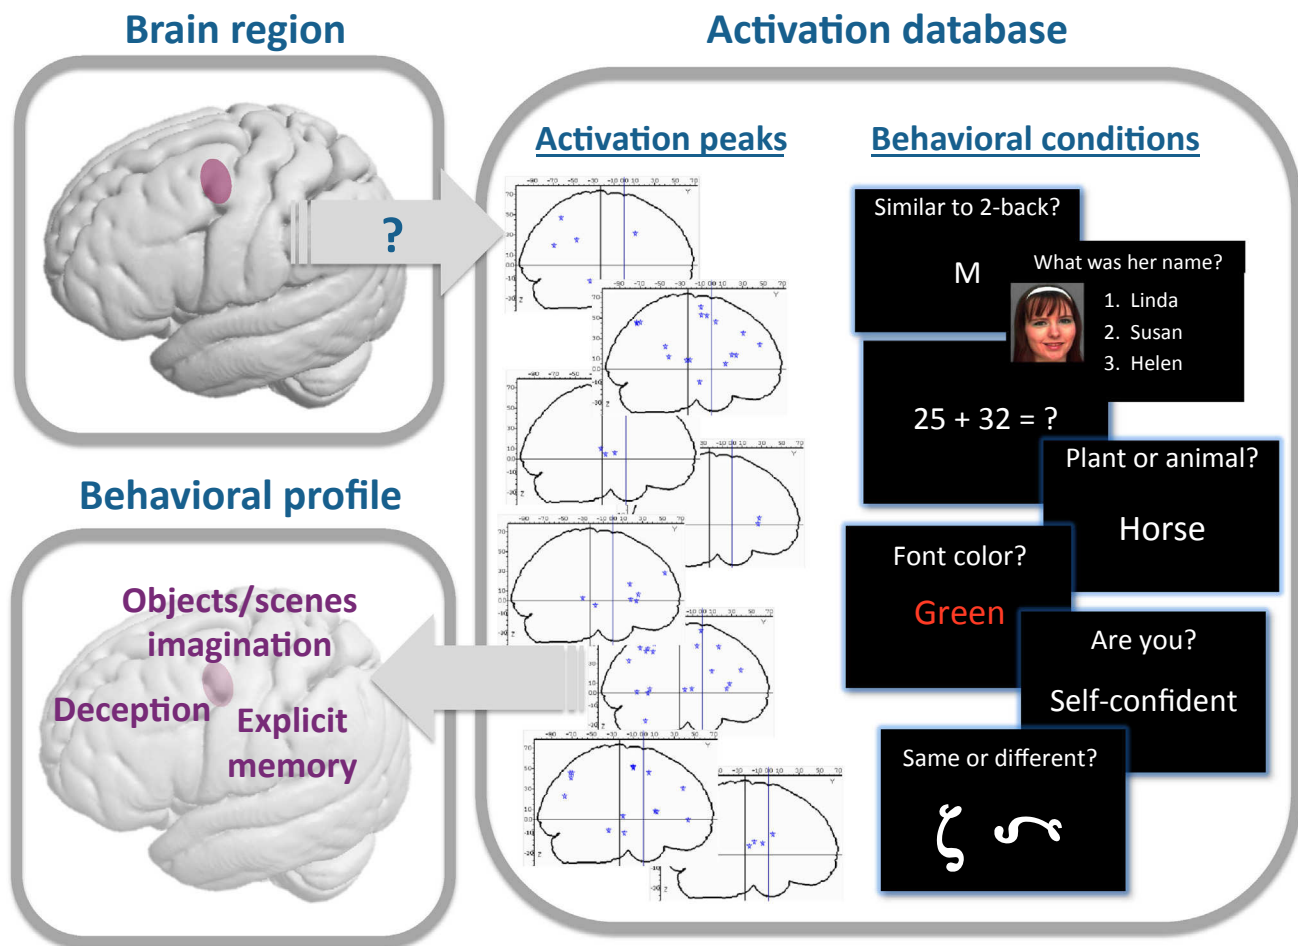 Brain region
Activation database
?
Activation peaks
Behavioral conditions
Similar to 2-back?
M
What was her name?
1. Linda
2. Susan
3. Helen
25 + 32 = ?
Plant or animal?
Horse
Font color?
Green
Are you?
Self-confident
Same or different?
Behavioral profile
Objects/scenes
imagination
Deception
Explicit
memory